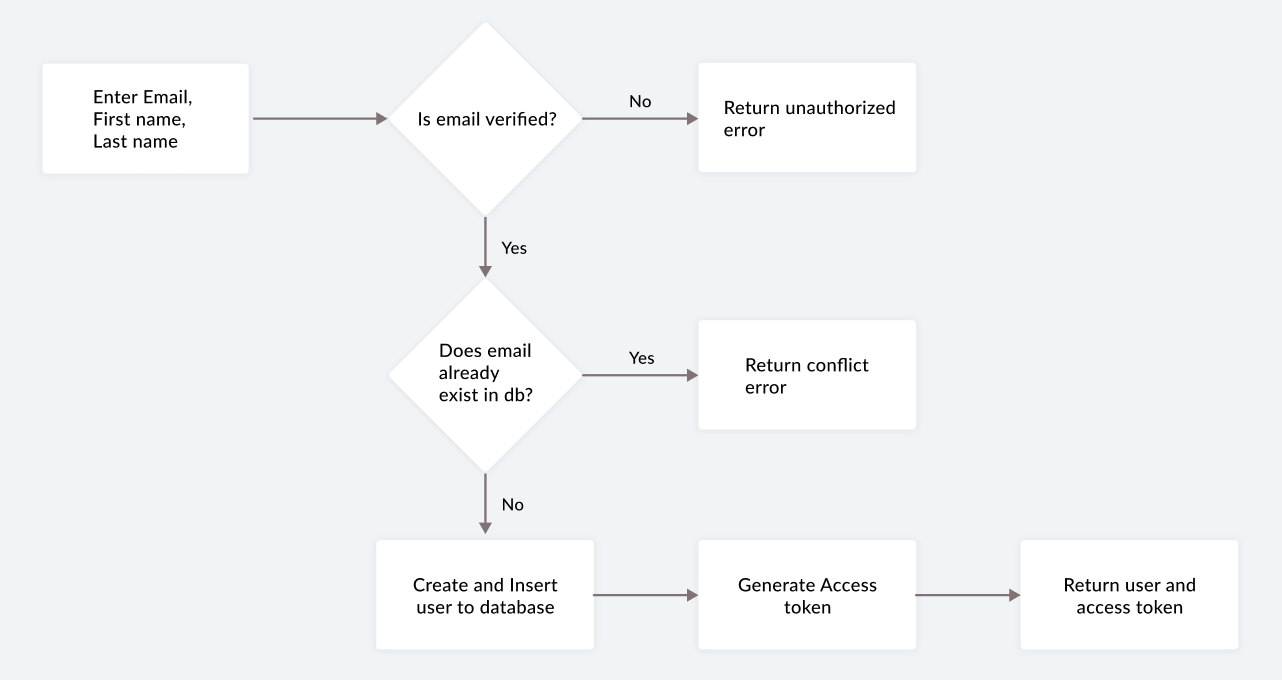 Enter Email,
First name,
Last name
Is email verified?
No
Return unauthorized
error
Yes
Does email
already
exist in db?
Yes
Return conflict
error
No
Create and Insert
user to database
Generate Access
token
Return user and
access token